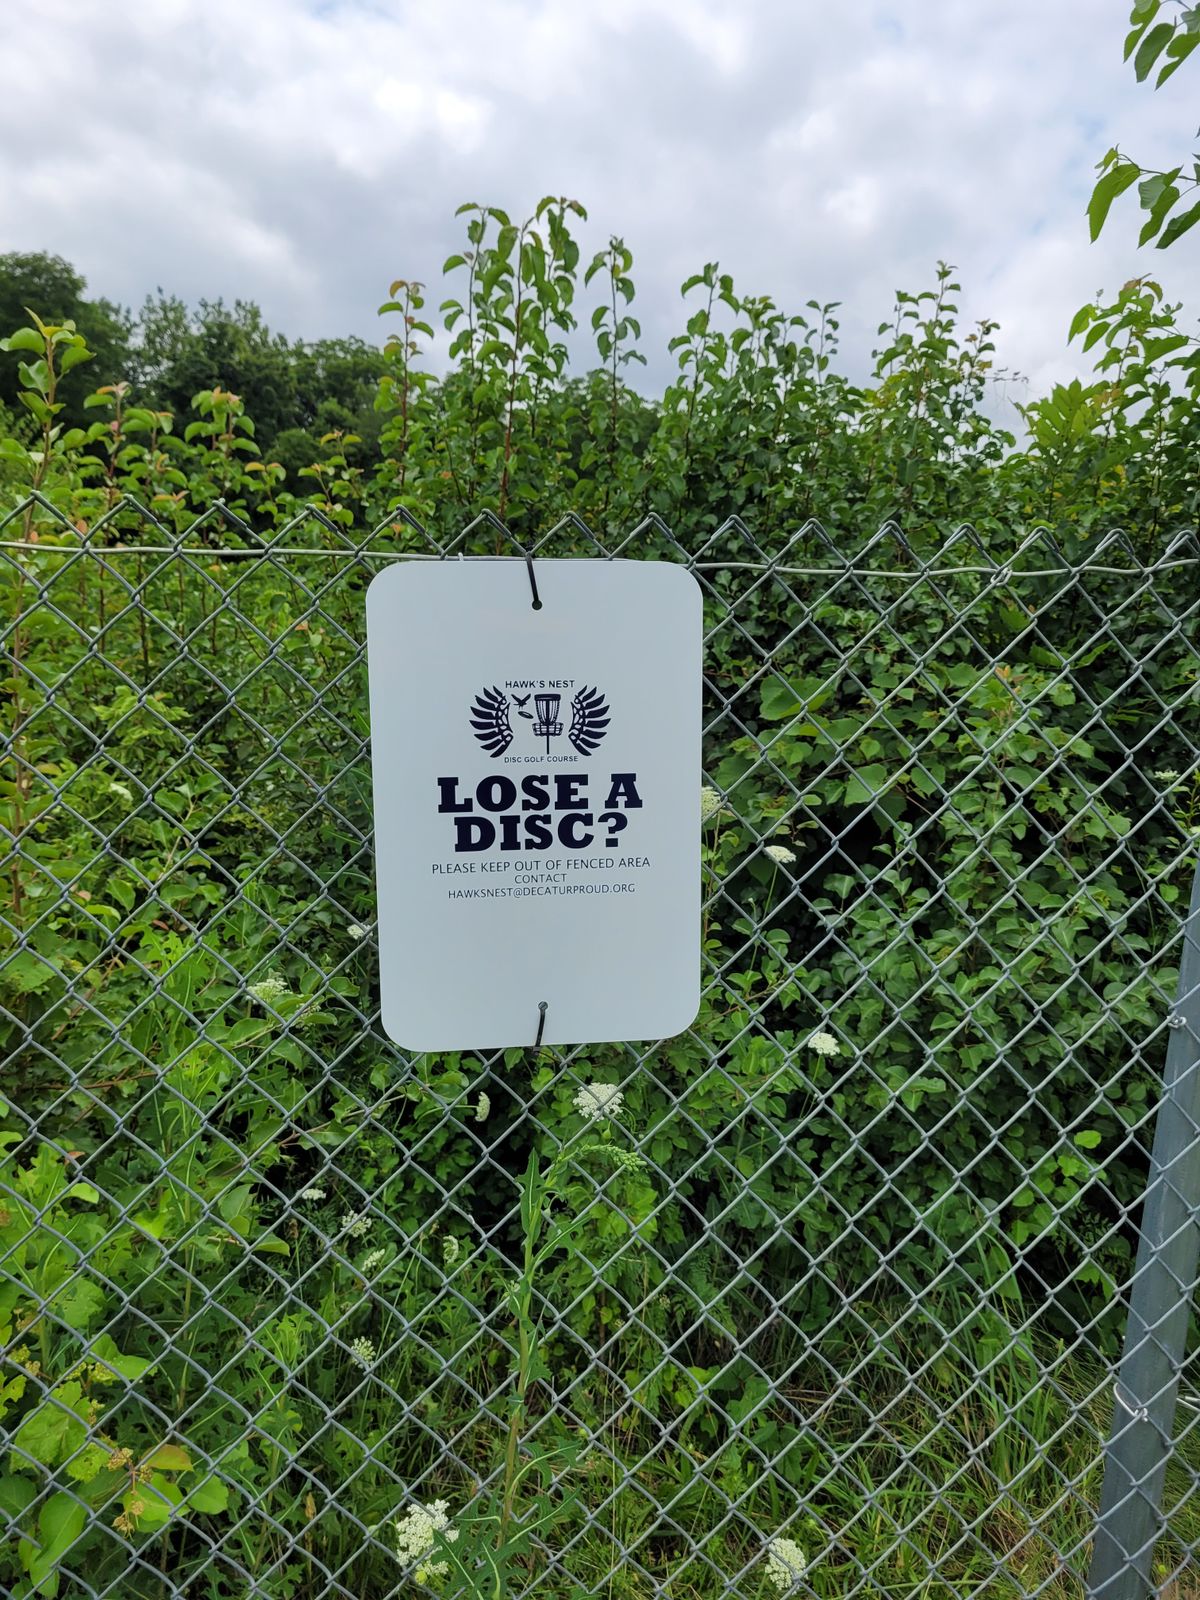 HAWK'S NEST
DISC GOLF COURSE
LOSE A
DISC?
PLEASE KEEP OUT OF FENCED AREA
CONTACT
HAWKSNEST@DECATURPROUD.ORG